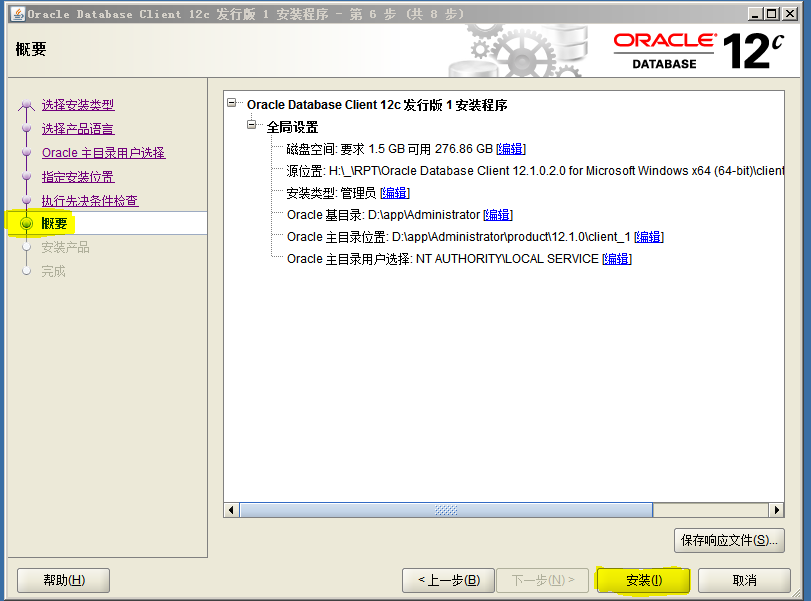 Oracle Database Client 12c 发行版 1 安装程序 - 第 6 步 (共 8 步)
概要
ORACLE®
DATABASE
12c
选择安装类型
选择产品语言
Oracle 主目录用户选择
指定安装位置
执行先决条件检查
概要
安装产品
完成
Oracle Database Client 12c 发行版 1 安装程序
全局设置
磁盘空间: 要求 1.5 GB 可用 276.86 GB [编辑]
源位置: H:\_\RPT\Oracle Database Client 12.1.0.2.0 for Microsoft Windows x64 (64-bit)\client
安装类型: 管理员 [编辑]
Oracle 基目录: D:\app\Administrator [编辑]
Oracle 主目录位置: D:\app\Administrator\product\12.1.0\client_1 [编辑]
Oracle 主目录用户选择: NT AUTHORITY\LOCAL SERVICE [编辑]
保存响应文件(S)...
帮助(H)
< 上一步(B)
下一步(N) >
安装(I)
取消